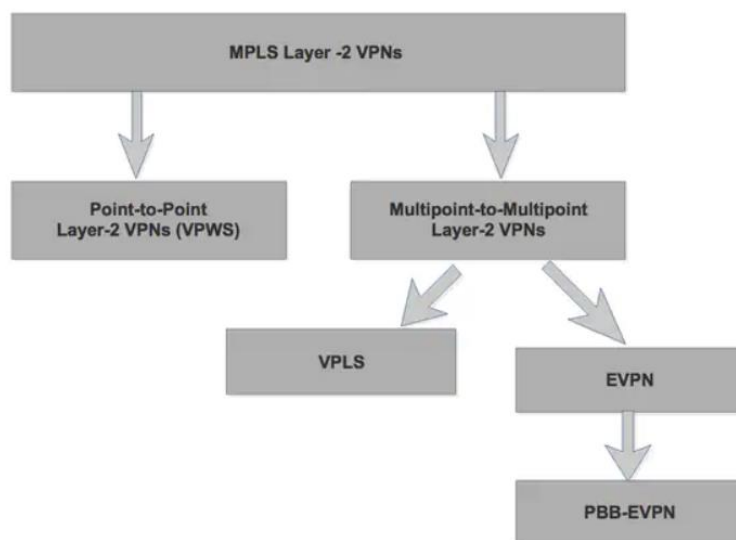 MPLS Layer -2 VPNs
Point-to-Point
Layer-2 VPNs (VPWS)
Multipoint-to-Multipoint
Layer-2 VPNs
VPLS
EVPN
PBB-EVPN